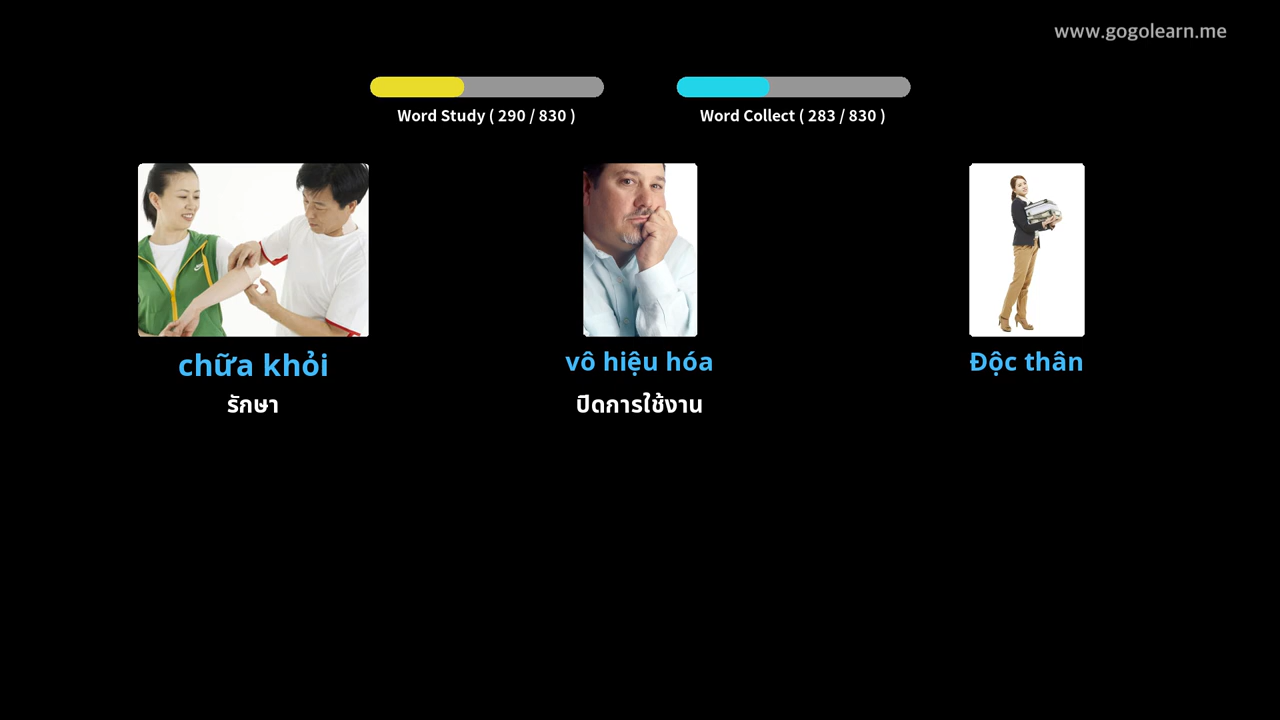 www.gogolearn.me
Word Study ( 290 / 830 )
Word Collect ( 283 / 830 )
chữa khỏi
vô hiệu hóa
Độc thân
รักษา
ปิดการใช้งาน